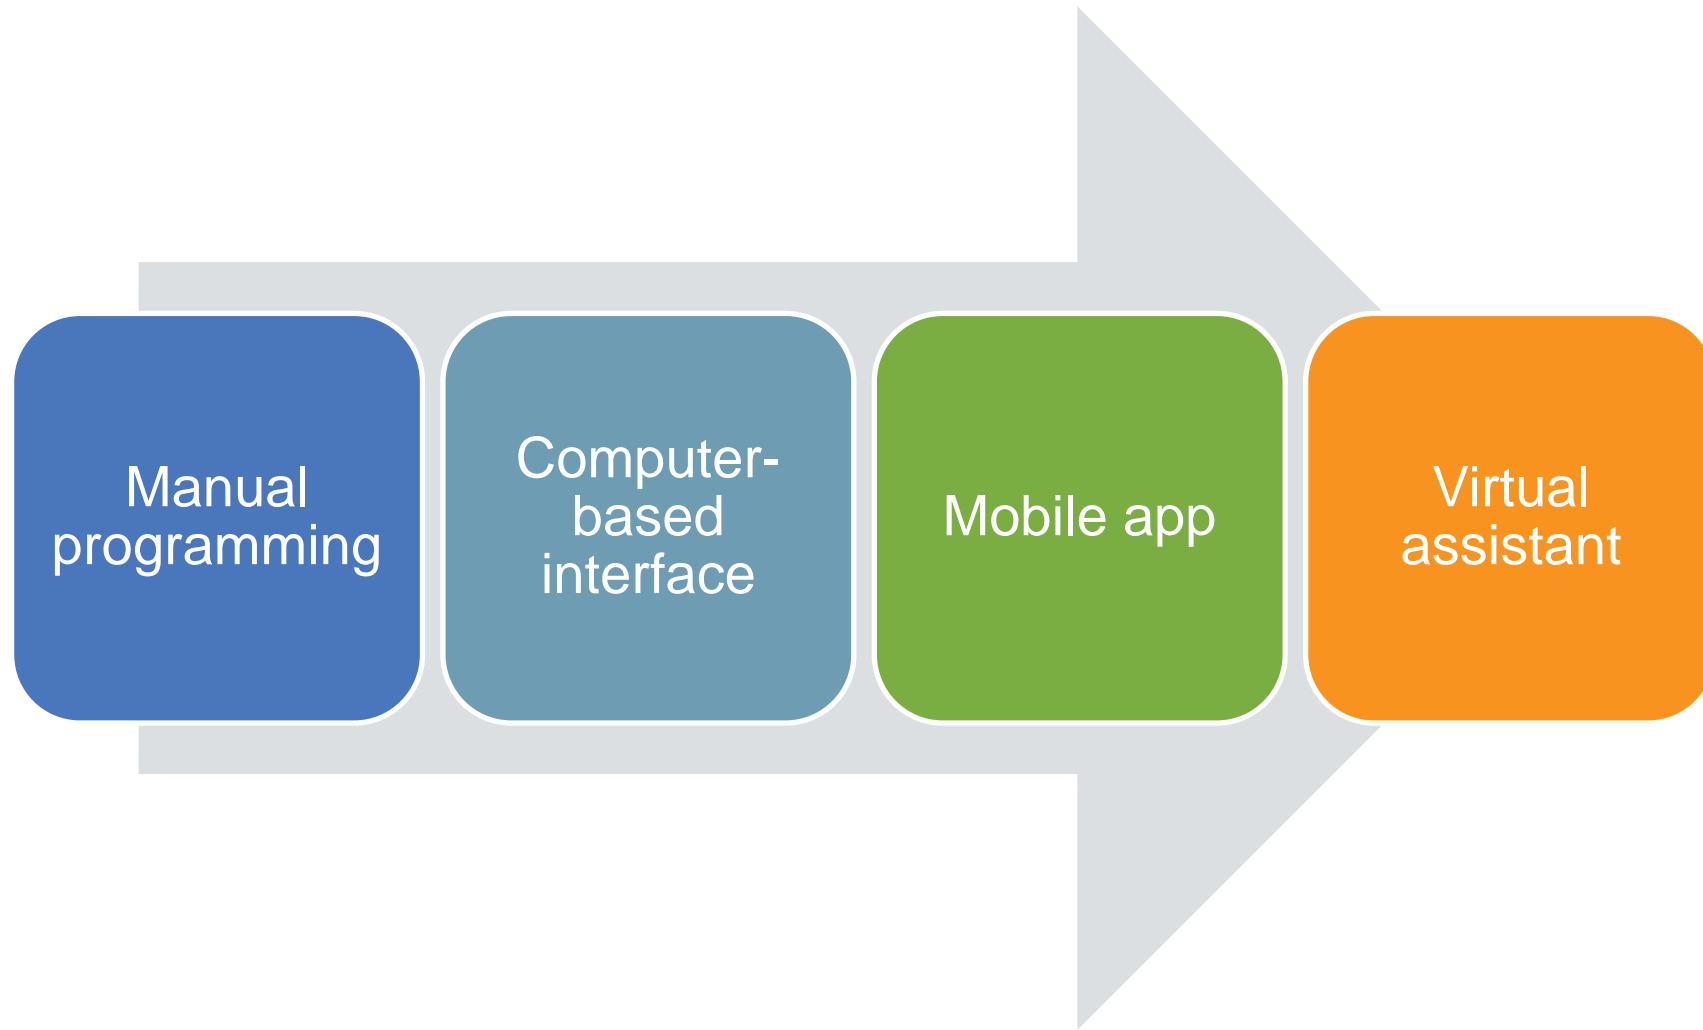 Manual
programming
Computer-
based
interface
Mobile app
Virtual
assistant